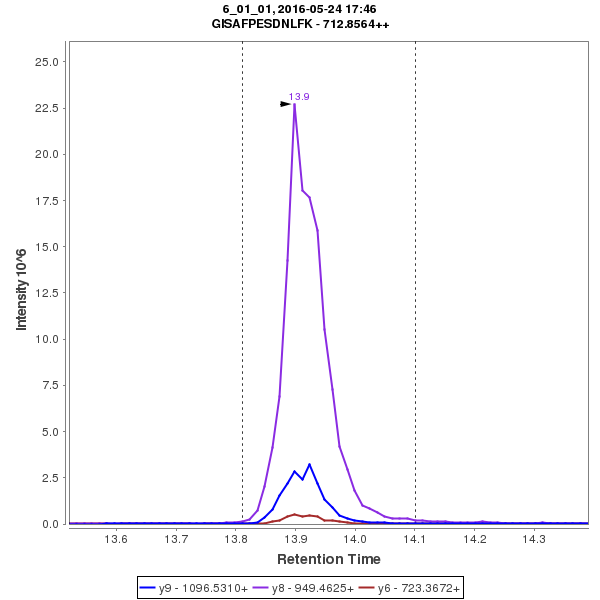 6_01_01, 2016-05-24 17:46
GISAFPESDNLFK - 712.8564++
25.0
22.5
20.0
17.5
15.0
12.5
10.0
7.5
5.0
2.5
0.0
Intensity 10^6
13.9
13.6 13.7 13.8 13.9 14.0 14.1 14.2 14.3
Retention Time
y9 - 1096.5310+ y8 - 949.4625+ y6 - 723.3672+